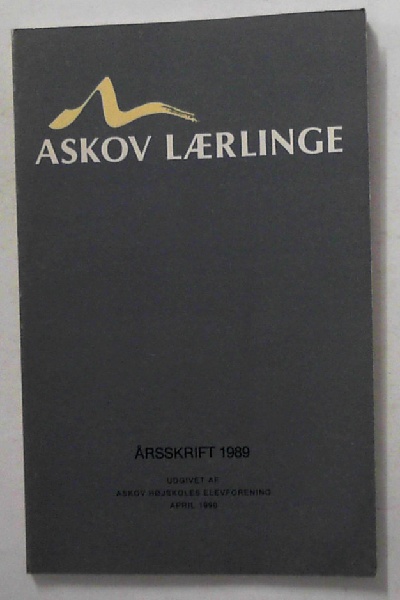 ASKOV LÆRLINGE
ÅRSSKRIFT 1989
UDGIVET AF
ASKOV HØJSKOLES ELEVFORENING
APRIL 1990